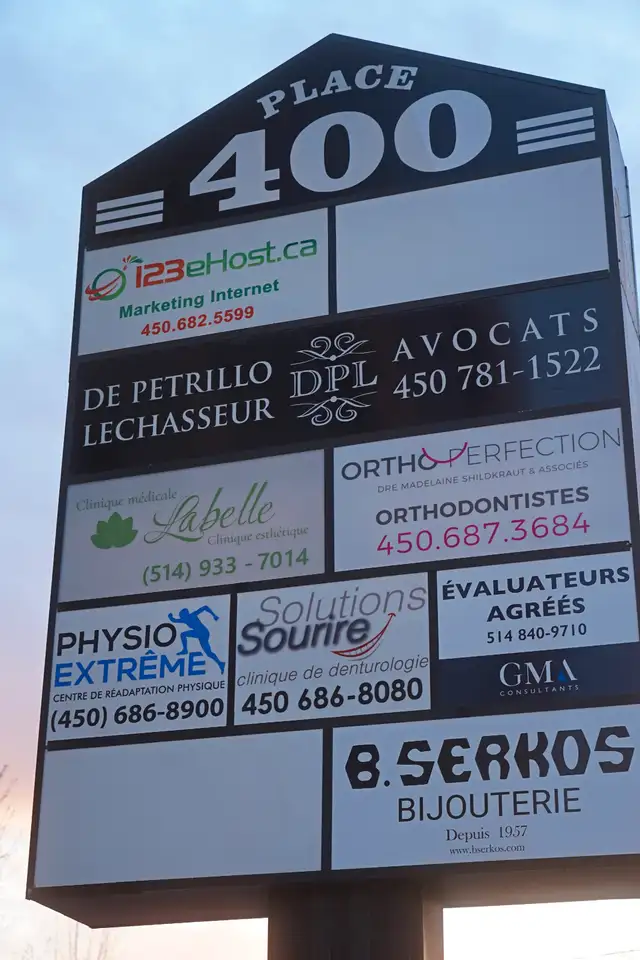 PLACE
400
123eHost.ca
Marketing Internet
450.682.5599
DE PETRILLO
LECHASSEUR
DPL
AVOCATS
450 781-1522
Clinique médicale
Labelle
Clinique esthétique
(514) 933 - 7014
ORTHOPERFECTION
DRE MADELAINE SHILDKRAUT & ASSOCIÉS
ORTHODONTISTES
450.687.3684
PHYSIO
EXTRÊME
CENTRE DE RÉADAPTATION PHYSIQUE
(450) 686-8900
Solutions
Sourire
clinique de denturologie
450 686-8080
ÉVALUATEURS
AGRÉÉS
514 840-9710
GMA
CONSULTANTS
B. SERKOS
BIJOUTERIE
Depuis 1957
www.bserkos.com